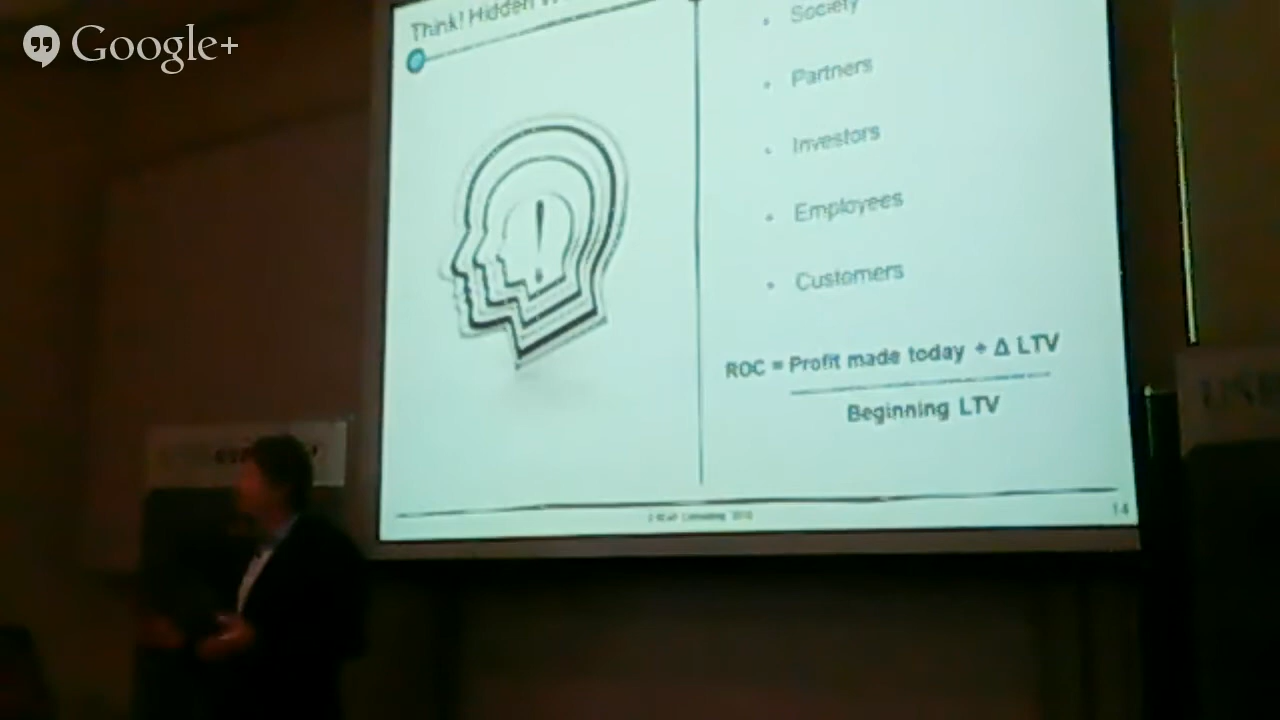 Google+
Think! Hidden
Society
Partners
Investors
Employees
Customers
ROC = Profit made today + Δ LTV
Beginning LTV
14